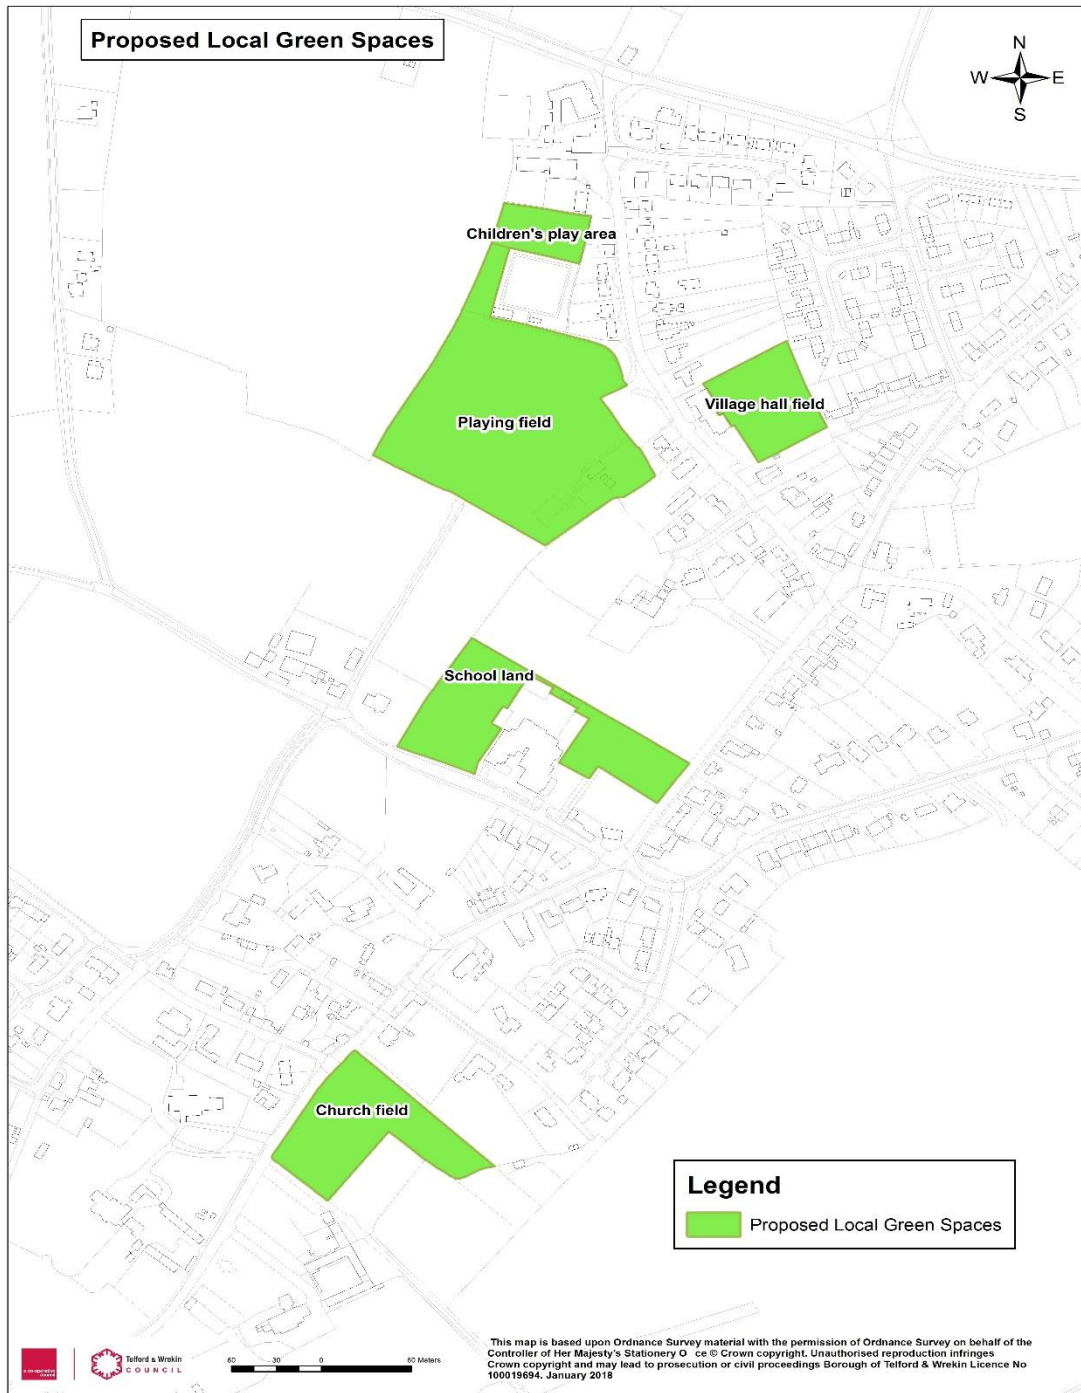 Proposed Local Green Spaces
N
W E
S
Children's play area
Village hall field
Playing field
School land
Church field
Legend
Proposed Local Green Spaces
a co-operative
council
Telford & Wrekin
COUNCIL
60 30 0 60 Meters
This map is based upon Ordnance Survey material with the permission of Ordnance Survey on behalf of the
Controller of Her Majesty's Stationery O ce © Crown copyright. Unauthorised reproduction infringes
Crown copyright and may lead to prosecution or civil proceedings Borough of Telford & Wrekin Licence No
100019694. January 2018